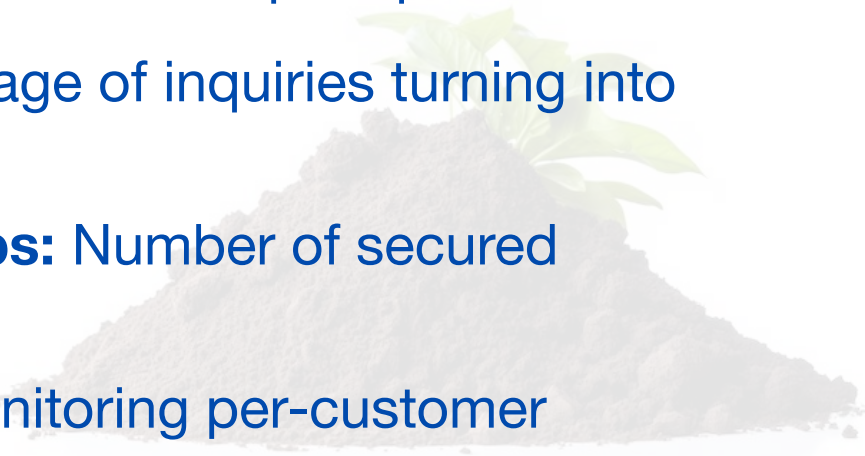 age of inquiries turning into
os: Number of secured
nitoring per-customer